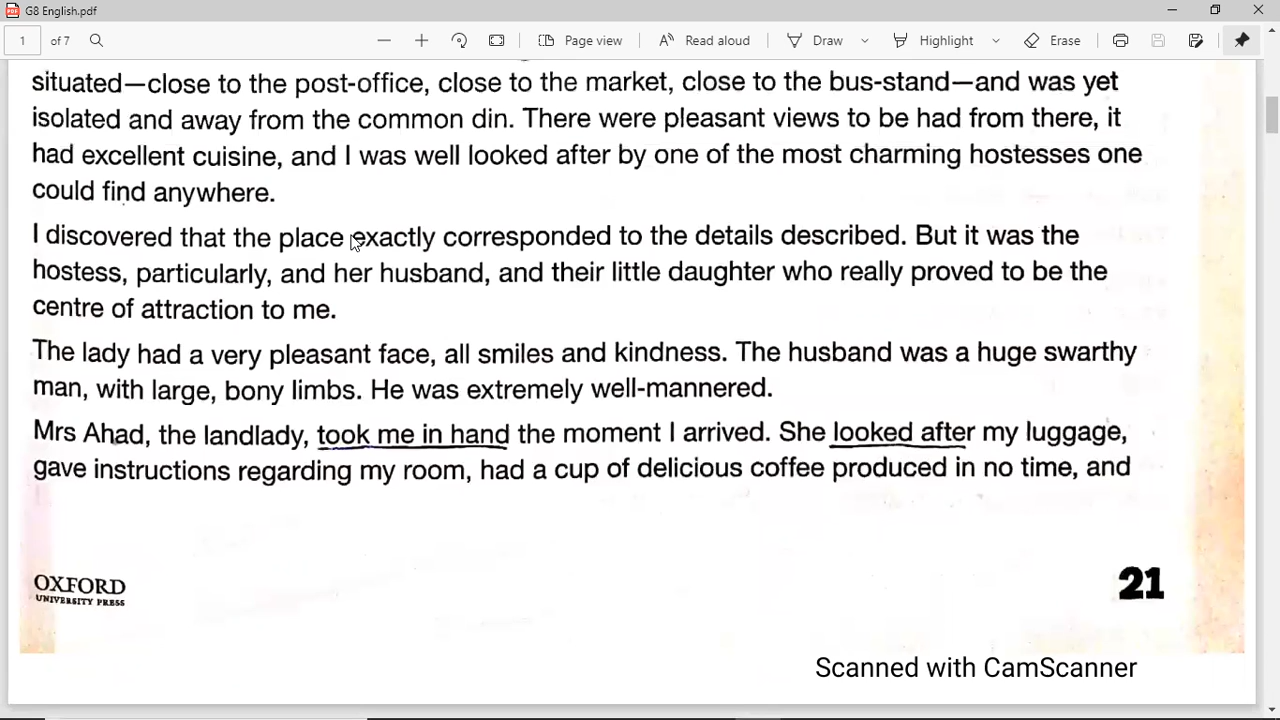 G8 English.pdf
1 of 7 Page view Read aloud Draw Highlight Erase
situated—close to the post-office, close to the market, close to the bus-stand—and was yet
isolated and away from the common din. There were pleasant views to be had from there, it
had excellent cuisine, and I was well looked after by one of the most charming hostesses one
could find anywhere.
I discovered that the place exactly corresponded to the details described. But it was the
hostess, particularly, and her husband, and their little daughter who really proved to be the
centre of attraction to me.
The lady had a very pleasant face, all smiles and kindness. The husband was a huge swarthy
man, with large, bony limbs. He was extremely well-mannered.
Mrs Ahad, the landlady, took me in hand the moment I arrived. She looked after my luggage,
gave instructions regarding my room, had a cup of delicious coffee produced in no time, and
OXFORD
UNIVERSITY PRESS
21
Scanned with CamScanner